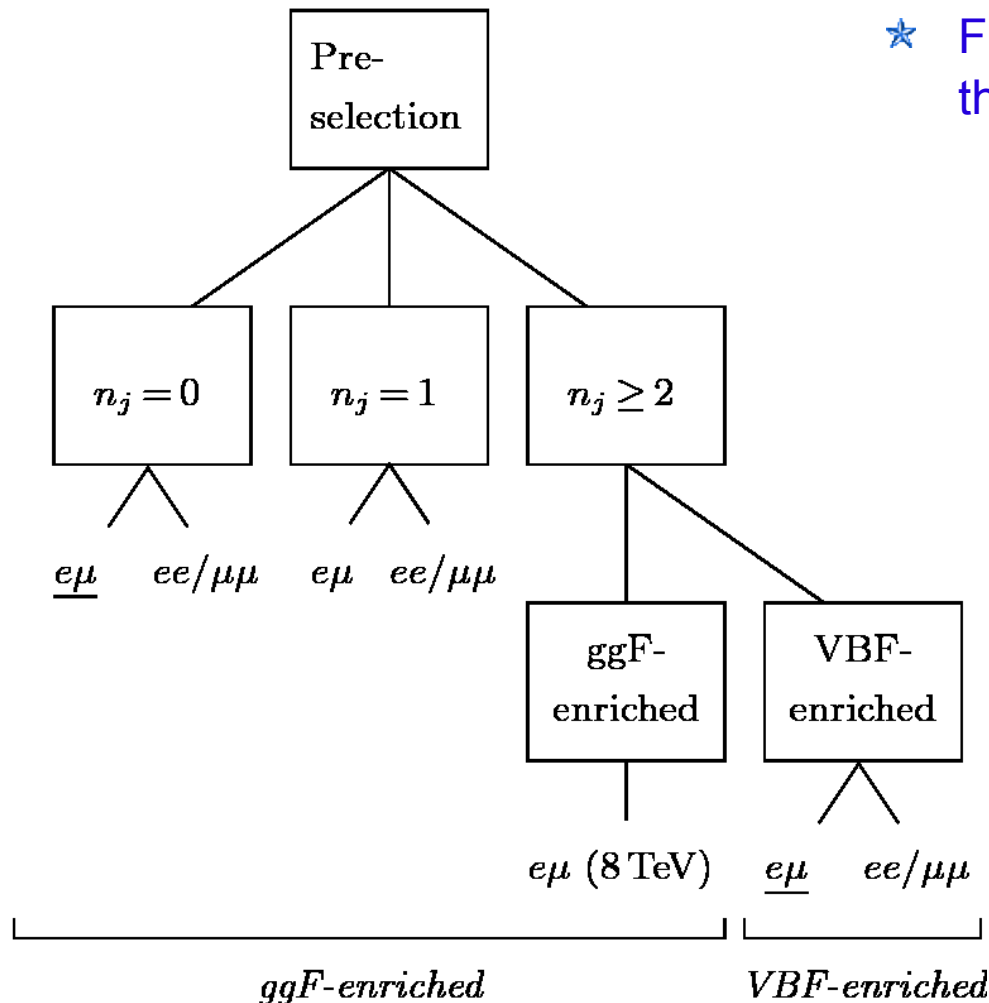 Pre-
selection
n_j = 0
n_j = 1
n_j ≥ 2
eμ
ee/μμ
eμ
ee/μμ
ggF-
enriched
VBF-
enriched
eμ (8 TeV)
eμ
ee/μμ
ggF-enriched
VBF-enriched